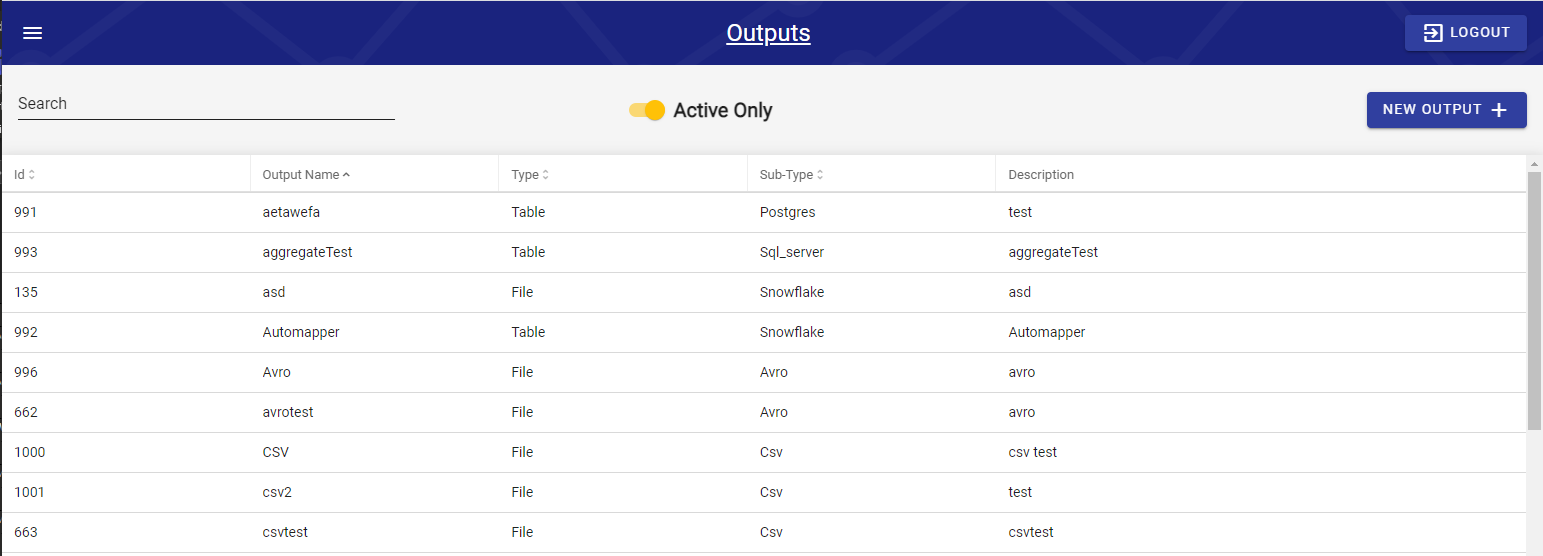 Outputs
LOGOUT
Search
Active Only
NEW OUTPUT
Id Output Name Type Sub-Type Description
991 aetawefa Table Postgres test
993 aggregateTest Table Sql_server aggregateTest
135 asd File Snowflake asd
992 Automapper Table Snowflake Automapper
996 Avro File Avro avro
662 avrotest File Avro avro
1000 CSV File Csv csv test
1001 csv2 File Csv test
663 csvtest File Csv csvtest